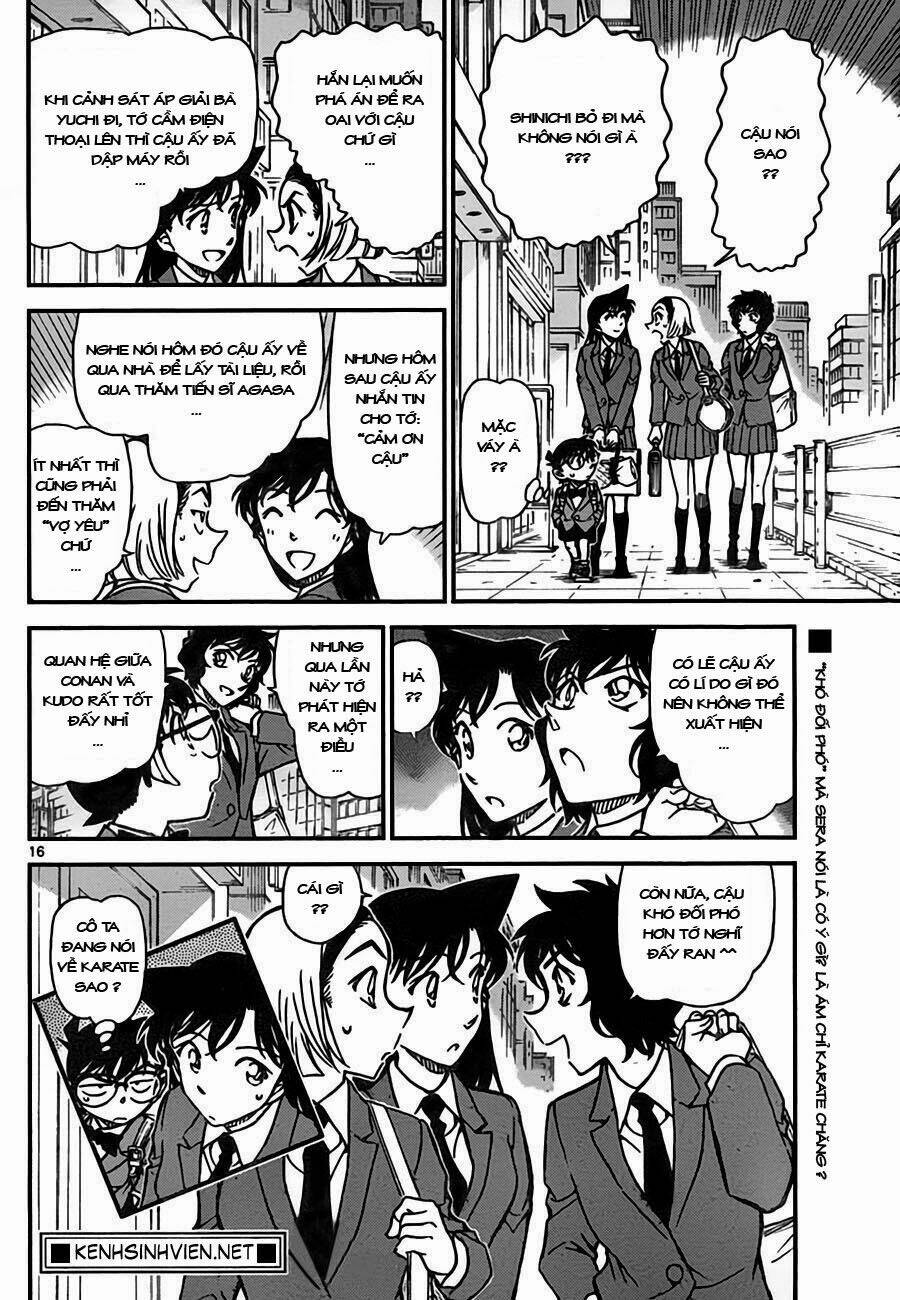 CẬU NÓI
SAO
??
SHINICHI BỎ ĐI MÀ
KHÔNG NÓI GÌ À
???
MẶC
VÁY À
??
HẮN LẠI MUỐN
PHÁ ÁN ĐỂ RA
OAI VỚI CẬU
CHỨ GÌ
...
KHI CẢNH SÁT ÁP GIẢI BÀ
YUCHI ĐI, TỚ CẦM ĐIỆN
THOẠI LÊN THÌ CẬU ẤY ĐÃ
DẬP MÁY RỒI
...
NHƯNG HÔM
SAU CẬU ẤY
NHẮN TIN
CHO TỚ:
"CẢM ƠN
CẬU"
NGHE NÓI HÔM ĐÓ CẬU ẤY VỀ
QUA NHÀ ĐỂ LẤY TÀI LIỆU, RỒI
QUA THĂM TIẾN SĨ AGASA
...
ÍT NHẤT THÌ
CŨNG PHẢI
ĐẾN THĂM
"VỢ YÊU"
CHỨ
...
CÓ LẼ CẬU ẤY
CÓ LÍ DO GÌ ĐÓ
NÊN KHÔNG THỂ
XUẤT HIỆN
...
HẢ
??
NHƯNG
QUA LẦN
NÀY TỚ
PHÁT HIỆN
RA MỘT
ĐIỀU
...
QUAN HỆ GIỮA
CONAN VÀ
KUDO RẤT TỐT
ĐẤY NHỈ
...
16
CÒN NỮA, CẬU
KHÓ ĐỐI PHÓ
HƠN TỚ NGHĨ
ĐẤY RAN ^^
CÁI GÌ
??
CÔ TA
ĐANG NÓI
VỀ KARATE
SAO ?
■ "KHÓ ĐỐI PHÓ" MÀ SERA NÓI LÀ CÓ Ý GÌ? LÀ ÁM CHỈ KARATE CHĂNG ?
■ KENHSINHVIEN.NET ■